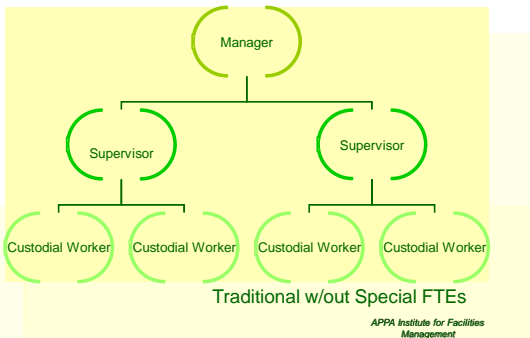 Manager
Supervisor
Supervisor
Custodial Worker
Custodial Worker
Custodial Worker
Custodial Worker
Traditional w/out Special FTEs
APPA Institute for Facilities
Management